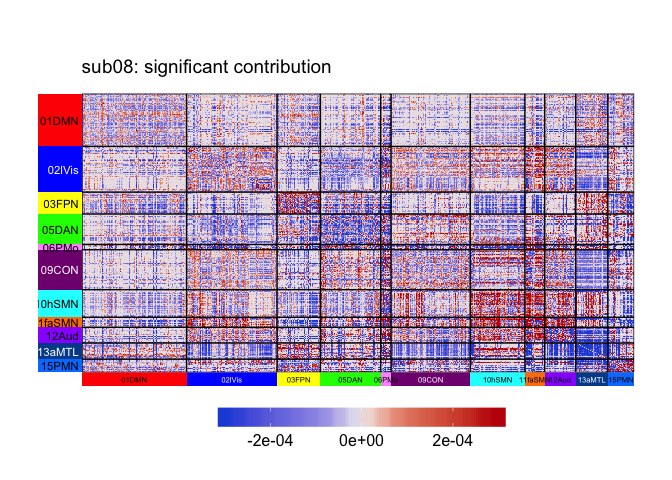 sub08: significant contribution
01DMN
02lVis
03FPN
05DAN
06PMo
09CON
10hSMN
1faSMN
12Aud
13aMTL
15PMN
01DMN 02lVis 03FPN 05DAN 06PMo 09CON 10hSMN 11faSMN 12Aud 13aMTL 15PMN
-2e-04 0e+00 2e-04